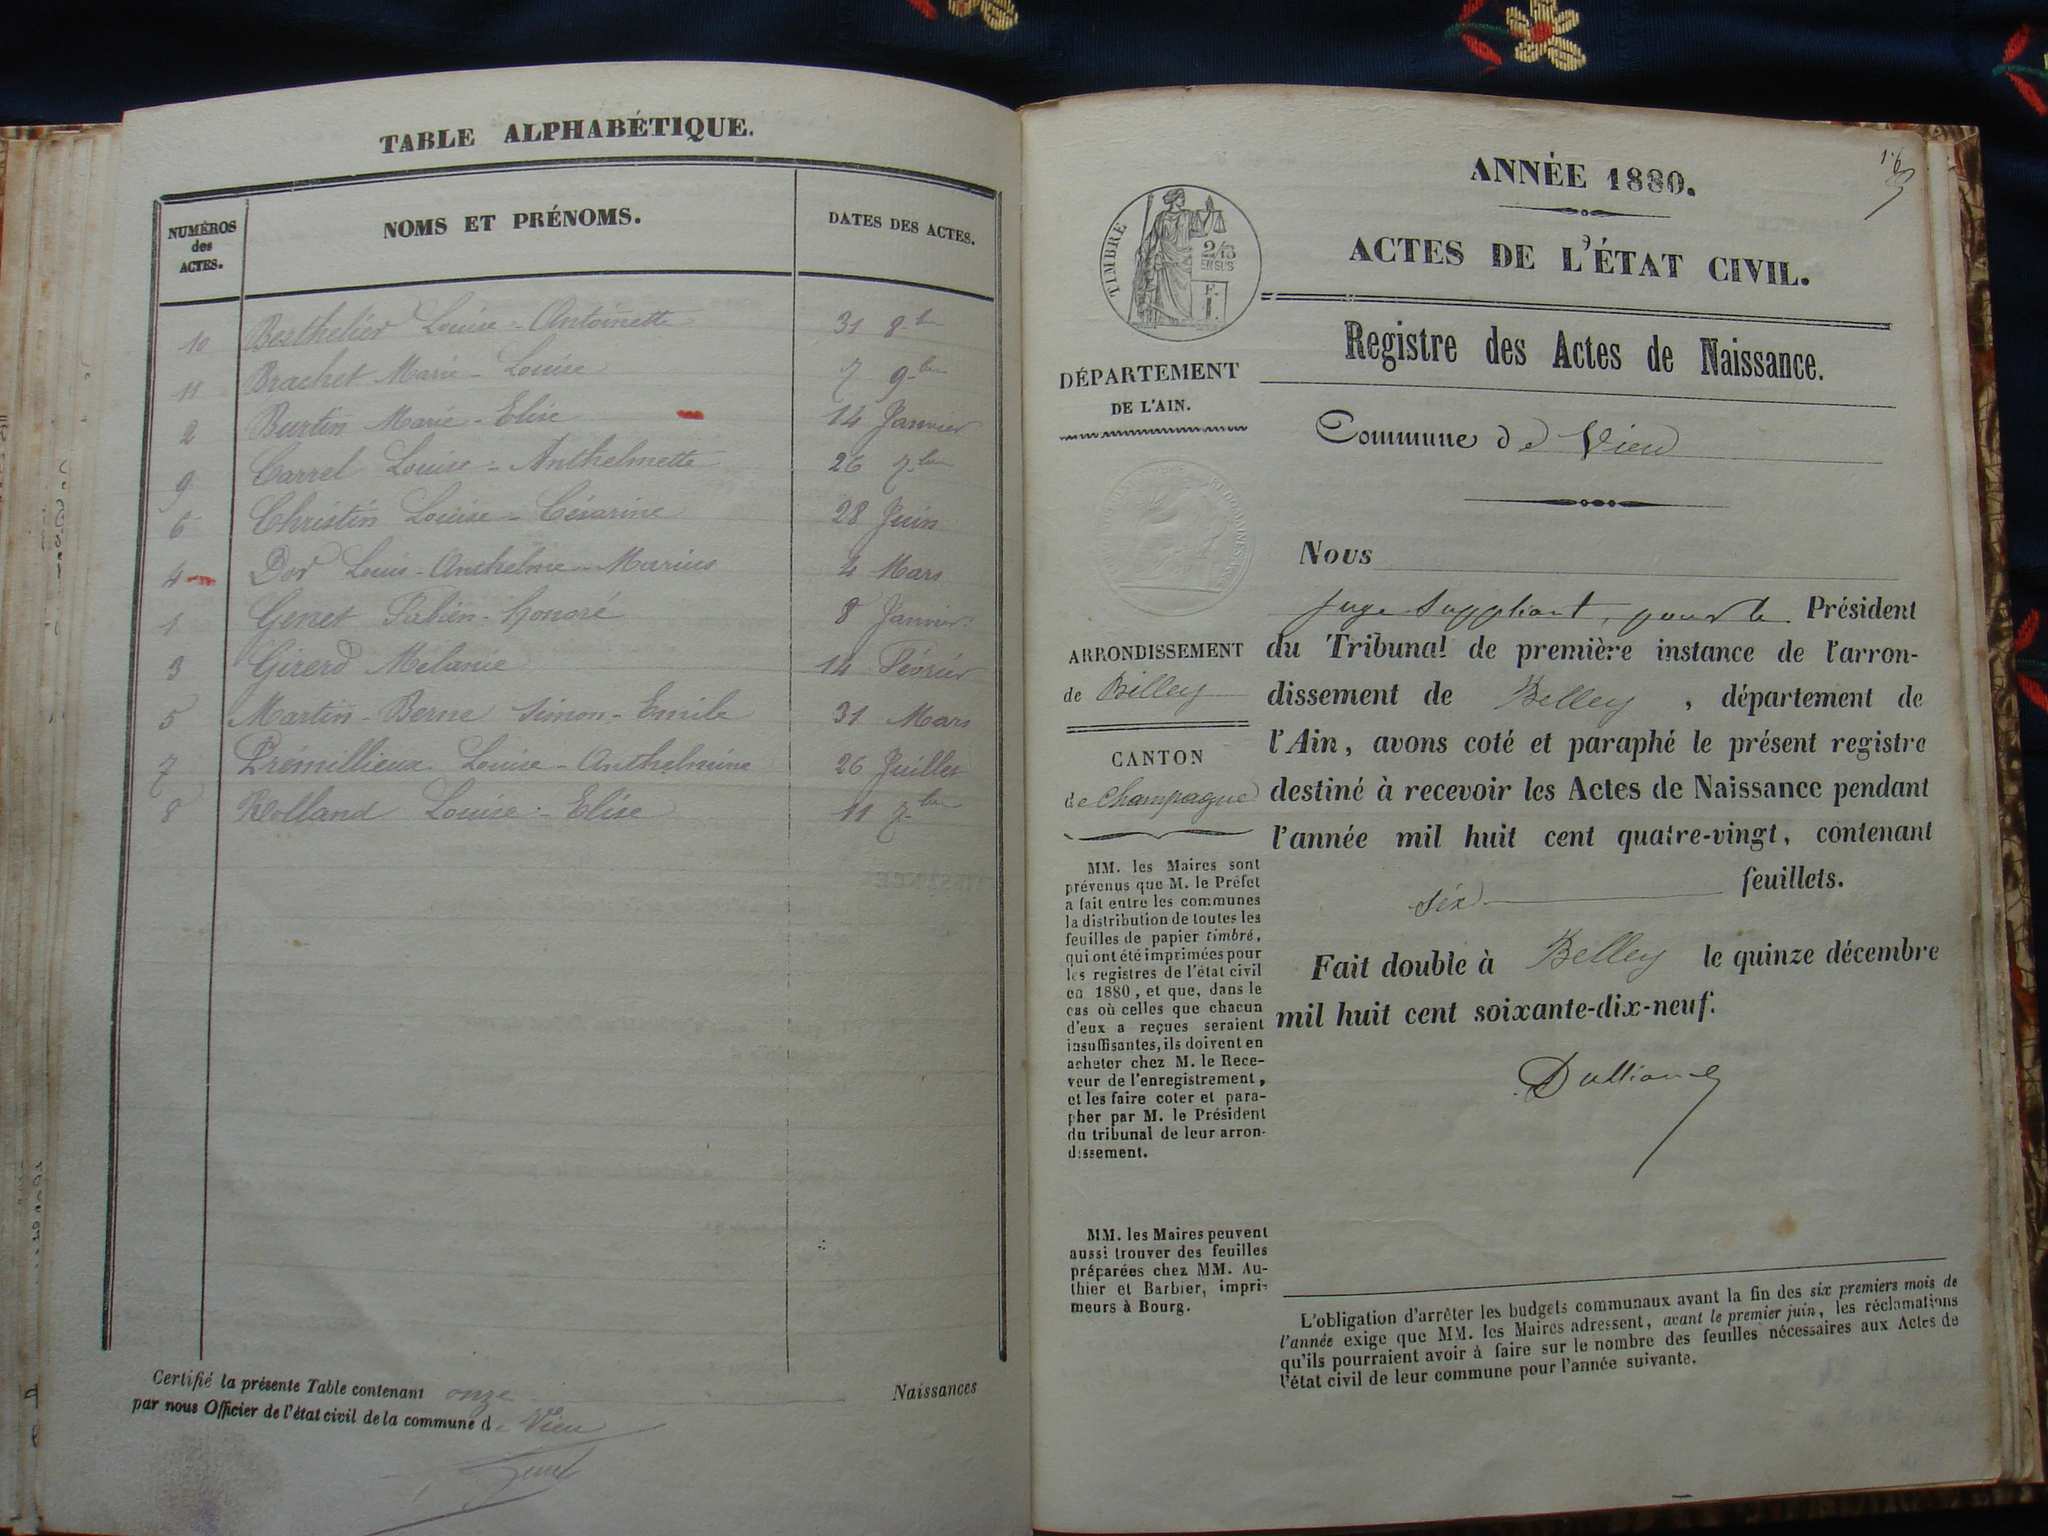 TABLE ALPHABÉTIQUE.
NUMÉROS des ACTES. NOMS ET PRÉNOMS. DATES DES ACTES.
10 Berthelier Louise-Antoinette 31 8bre
11 Brachet Marie-Louise 7 9bre
2 Burtin Marie-Elise 14 Janvier
9 Carrel Louise-Anthelmette 26 7bre
6 Christin Louise-Césarine 28 Juin
4 Dor Louis-Anthelme-Marius 4 Mars
1 Genet Fabien-Honoré 8 Janvier
3 Girerd Mélanie 14 Février
5 Martin-Berne Simon-Emile 31 Mars
7 Prémillieux Louise-Anthelmine 26 Juillet
8 Rolland Louise-Elise 11 7bre
Certifié la présente Table contenant onze Naissances
par nous Officier de l'état civil de la commune de Vieu
ANNÉE 1880.
ACTES DE L'ÉTAT CIVIL.
TIMBRE
Registre des Actes de Naissance.
DÉPARTEMENT
DE L'AIN.
Commune de Vieu
ARRONDISSEMENT
de Belley
CANTON
de Champagne
MM. les Maires sont
prévenus que M. le Préfet
a fait entre les communes
la distribution de toutes les
feuilles de papier timbré,
qui ont été imprimées pour
les registres de l'état civil
en 1880, et que, dans le
cas où celles que chacun
d'eux a reçues seraient
insuffisantes, ils doivent en
acheter chez M. le Rece-
veur de l'enregistrement,
et les faire coter et para-
pher par M. le Président
du tribunal de leur arron-
dissement.
MM. les Maires peuvent
aussi trouver des feuilles
préparées chez MM. Au-
thier et Barbier, impri-
meurs à Bourg.
Nous
Juge Suppléant, pour le Président
du Tribunal de première instance de l'arron-
dissement de Belley, département de
l'Ain, avons coté et paraphé le présent registre
destiné à recevoir les Actes de Naissance pendant
l'année mil huit cent quatre-vingt, contenant
six feuillets.
Fait double à Belley le quinze décembre
mil huit cent soixante-dix-neuf.
L'obligation d'arrêter les budgets communaux avant la fin des six premiers mois de
l'année exige que MM. les Maires adressent, avant le premier juin, les réclamations
qu'ils pourraient avoir à faire sur le nombre des feuilles nécessaires aux Actes de
l'état civil de leur commune pour l'année suivante.